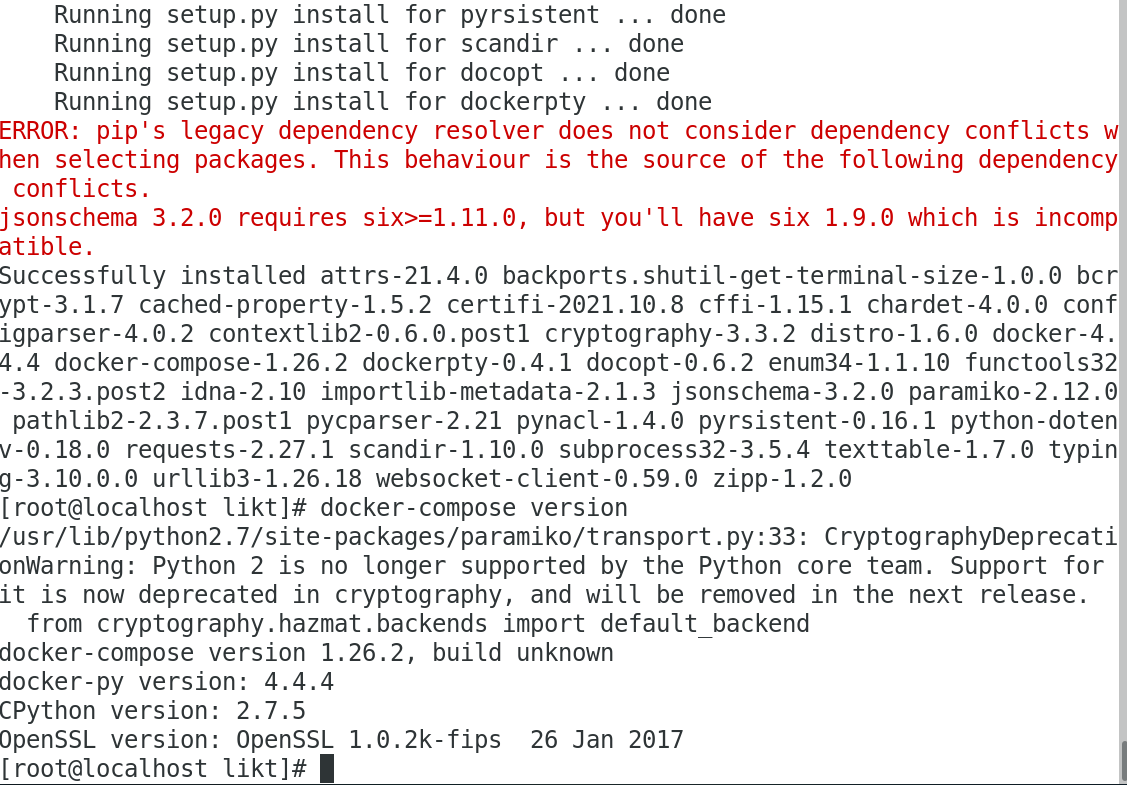 Running setup.py install for pyrsistent ... done
Running setup.py install for scandir ... done
Running setup.py install for docopt ... done
Running setup.py install for dockerpty ... done
ERROR: pip's legacy dependency resolver does not consider dependency conflicts w
hen selecting packages. This behaviour is the source of the following dependency
conflicts.
jsonschema 3.2.0 requires six>=1.11.0, but you'll have six 1.9.0 which is incomp
atible.
Successfully installed attrs-21.4.0 backports.shutil-get-terminal-size-1.0.0 bcr
ypt-3.1.7 cached-property-1.5.2 certifi-2021.10.8 cffi-1.15.1 chardet-4.0.0 conf
igparser-4.0.2 contextlib2-0.6.0.post1 cryptography-3.3.2 distro-1.6.0 docker-4.
4.4 docker-compose-1.26.2 dockerpty-0.4.1 docopt-0.6.2 enum34-1.1.10 functools32
-3.2.3.post2 idna-2.10 importlib-metadata-2.1.3 jsonschema-3.2.0 paramiko-2.12.0
pathlib2-2.3.7.post1 pycparser-2.21 pynacl-1.4.0 pyrsistent-0.16.1 python-doten
v-0.18.0 requests-2.27.1 scandir-1.10.0 subprocess32-3.5.4 texttable-1.7.0 typin
g-3.10.0.0 urllib3-1.26.18 websocket-client-0.59.0 zipp-1.2.0
[root@localhost likt]# docker-compose version
/usr/lib/python2.7/site-packages/paramiko/transport.py:33: CryptographyDeprecati
onWarning: Python 2 is no longer supported by the Python core team. Support for
it is now deprecated in cryptography, and will be removed in the next release.
from cryptography.hazmat.backends import default_backend
docker-compose version 1.26.2, build unknown
docker-py version: 4.4.4
CPython version: 2.7.5
OpenSSL version: OpenSSL 1.0.2k-fips  26 Jan 2017
[root@localhost likt]#